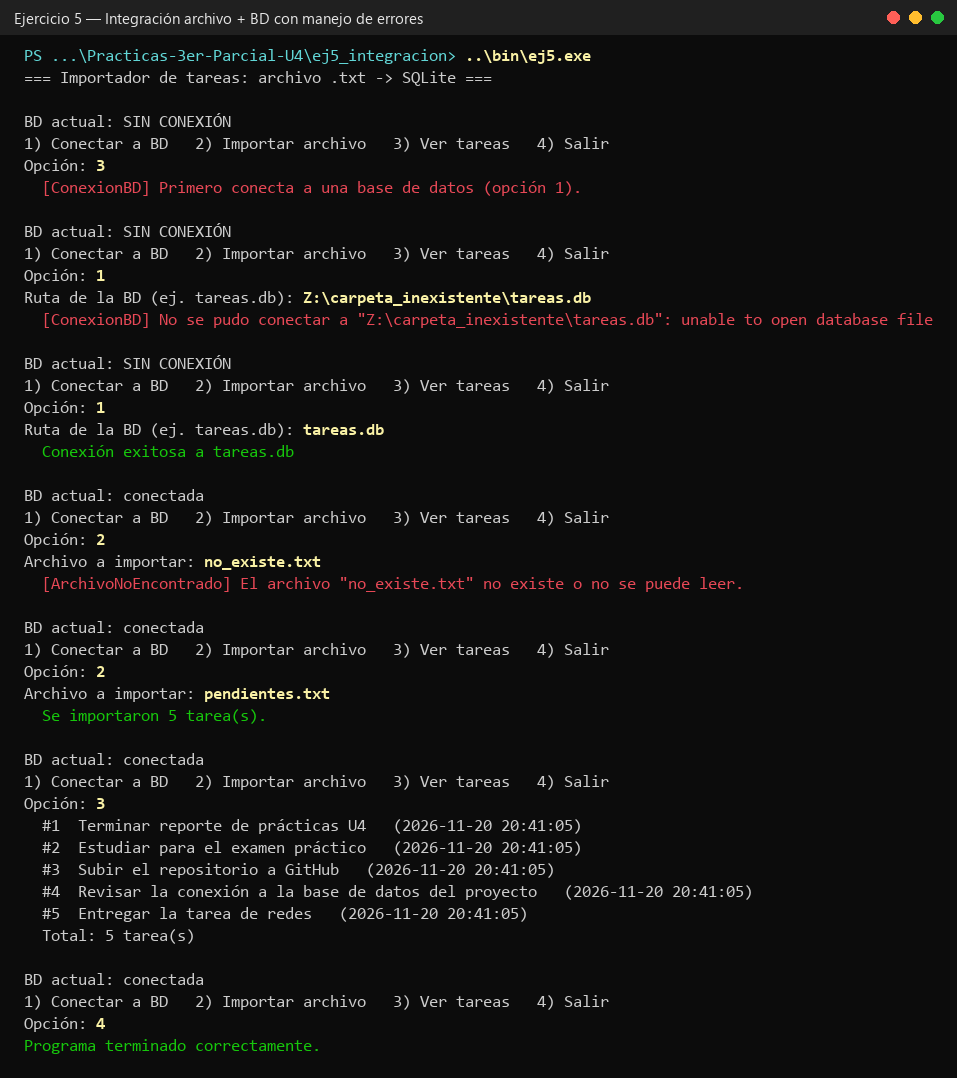 Ejercicio 5 — Integración archivo + BD con manejo de errores
PS ...\Practicas-3er-Parcial-U4\ej5_integracion> ..\bin\ej5.exe
=== Importador de tareas: archivo .txt -> SQLite ===
BD actual: SIN CONEXIÓN
1) Conectar a BD   2) Importar archivo   3) Ver tareas   4) Salir
Opción: 3
[ConexionBD] Primero conecta a una base de datos (opción 1).
BD actual: SIN CONEXIÓN
1) Conectar a BD   2) Importar archivo   3) Ver tareas   4) Salir
Opción: 1
Ruta de la BD (ej. tareas.db): Z:\carpeta_inexistente\tareas.db
[ConexionBD] No se pudo conectar a "Z:\carpeta_inexistente\tareas.db": unable to open database file
BD actual: SIN CONEXIÓN
1) Conectar a BD   2) Importar archivo   3) Ver tareas   4) Salir
Opción: 1
Ruta de la BD (ej. tareas.db): tareas.db
Conexión exitosa a tareas.db
BD actual: conectada
1) Conectar a BD   2) Importar archivo   3) Ver tareas   4) Salir
Opción: 2
Archivo a importar: no_existe.txt
[ArchivoNoEncontrado] El archivo "no_existe.txt" no existe o no se puede leer.
BD actual: conectada
1) Conectar a BD   2) Importar archivo   3) Ver tareas   4) Salir
Opción: 2
Archivo a importar: pendientes.txt
Se importaron 5 tarea(s).
BD actual: conectada
1) Conectar a BD   2) Importar archivo   3) Ver tareas   4) Salir
Opción: 3
#1  Terminar reporte de prácticas U4   (2026-11-20 20:41:05)
#2  Estudiar para el examen práctico   (2026-11-20 20:41:05)
#3  Subir el repositorio a GitHub   (2026-11-20 20:41:05)
#4  Revisar la conexión a la base de datos del proyecto   (2026-11-20 20:41:05)
#5  Entregar la tarea de redes   (2026-11-20 20:41:05)
Total: 5 tarea(s)
BD actual: conectada
1) Conectar a BD   2) Importar archivo   3) Ver tareas   4) Salir
Opción: 4
Programa terminado correctamente.